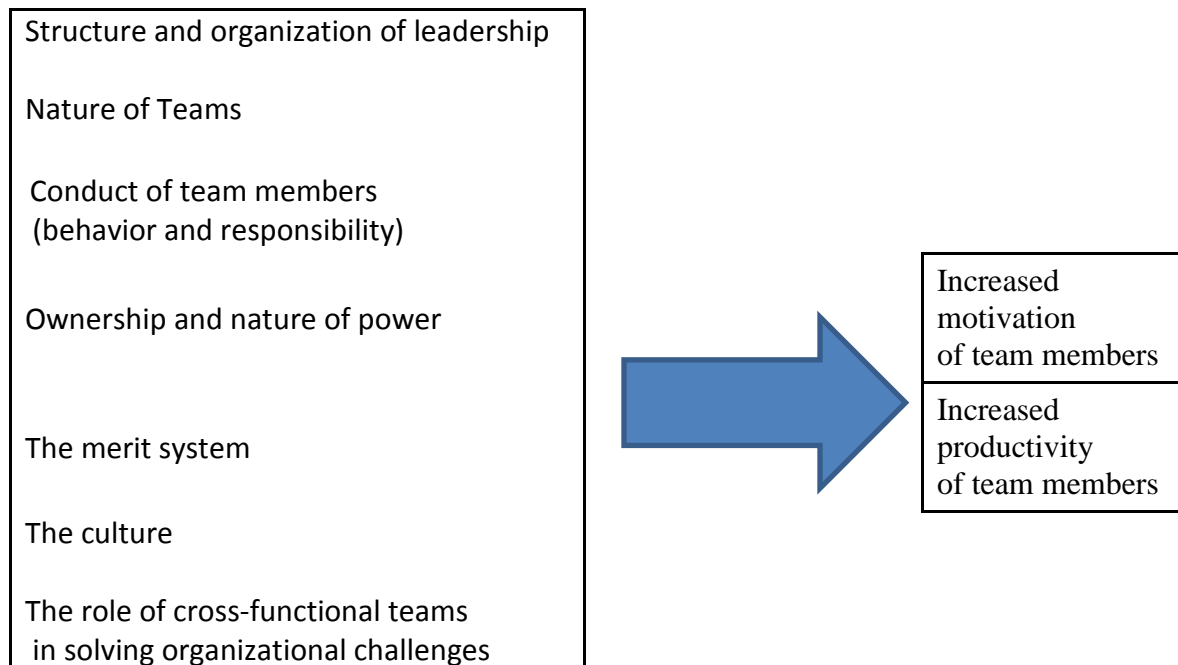 Structure and organization of leadership
Nature of Teams
Conduct of team members
(behavior and responsibility)
Ownership and nature of power
The merit system
The culture
The role of cross-functional teams
in solving organizational challenges
Increased
motivation
of team members
Increased
productivity
of team members